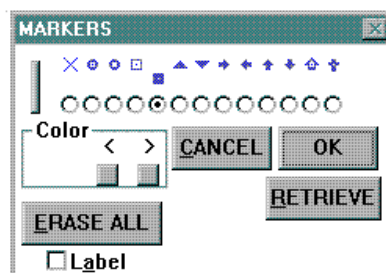 MARKERS
Color
< >
CANCEL
OK
RETRIEVE
ERASE ALL
Label